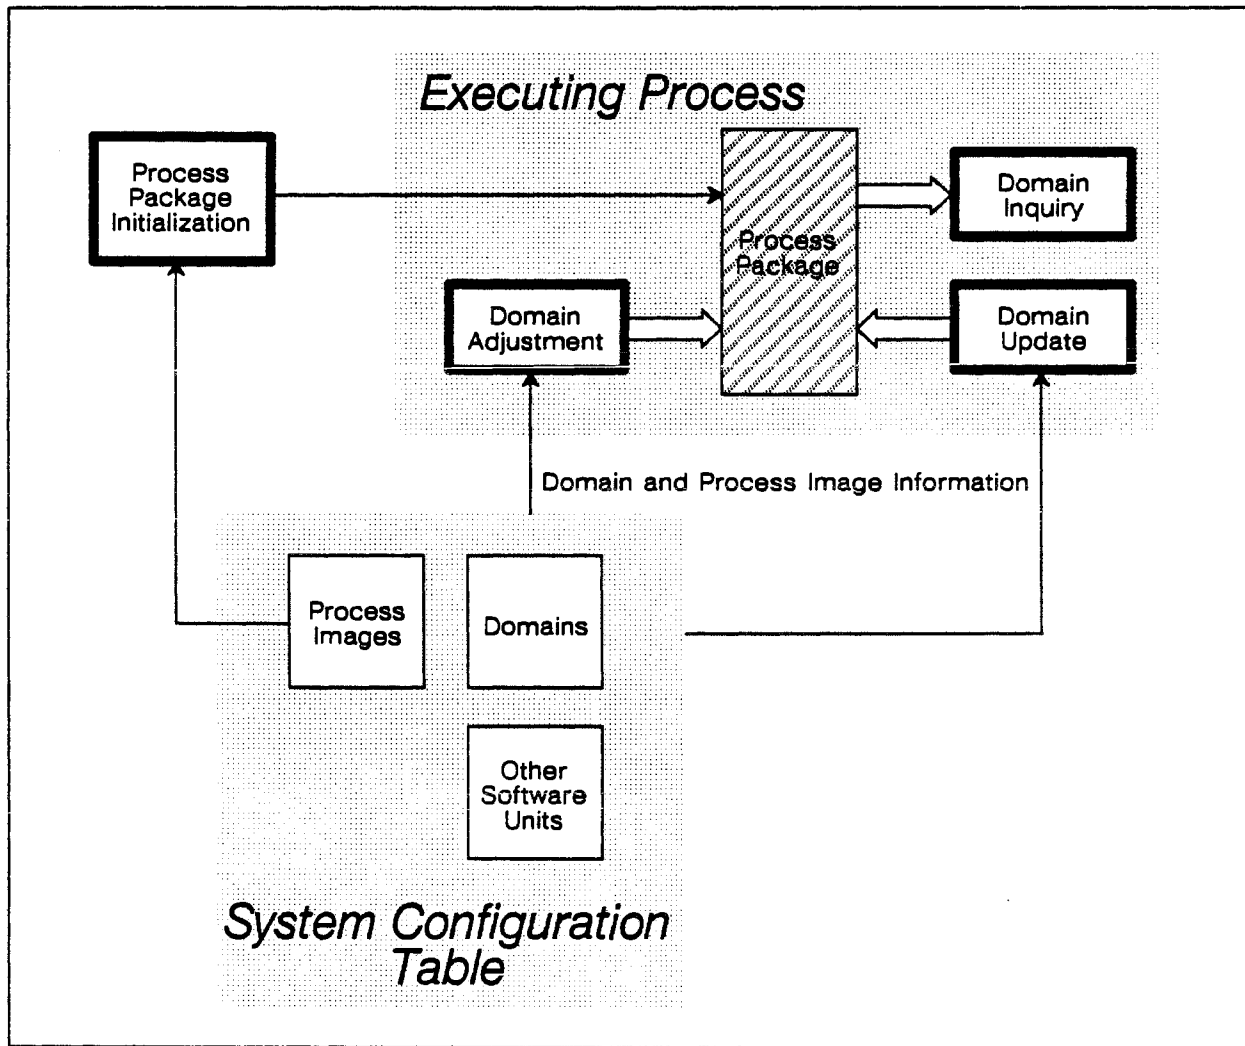 Executing Process
Process
Package
Initialization
Domain
Inquiry
Process
Package
Domain
Adjustment
Domain
Update
Domain and Process Image Information
Process
Images
Domains
Other
Software
Units
System Configuration
Table